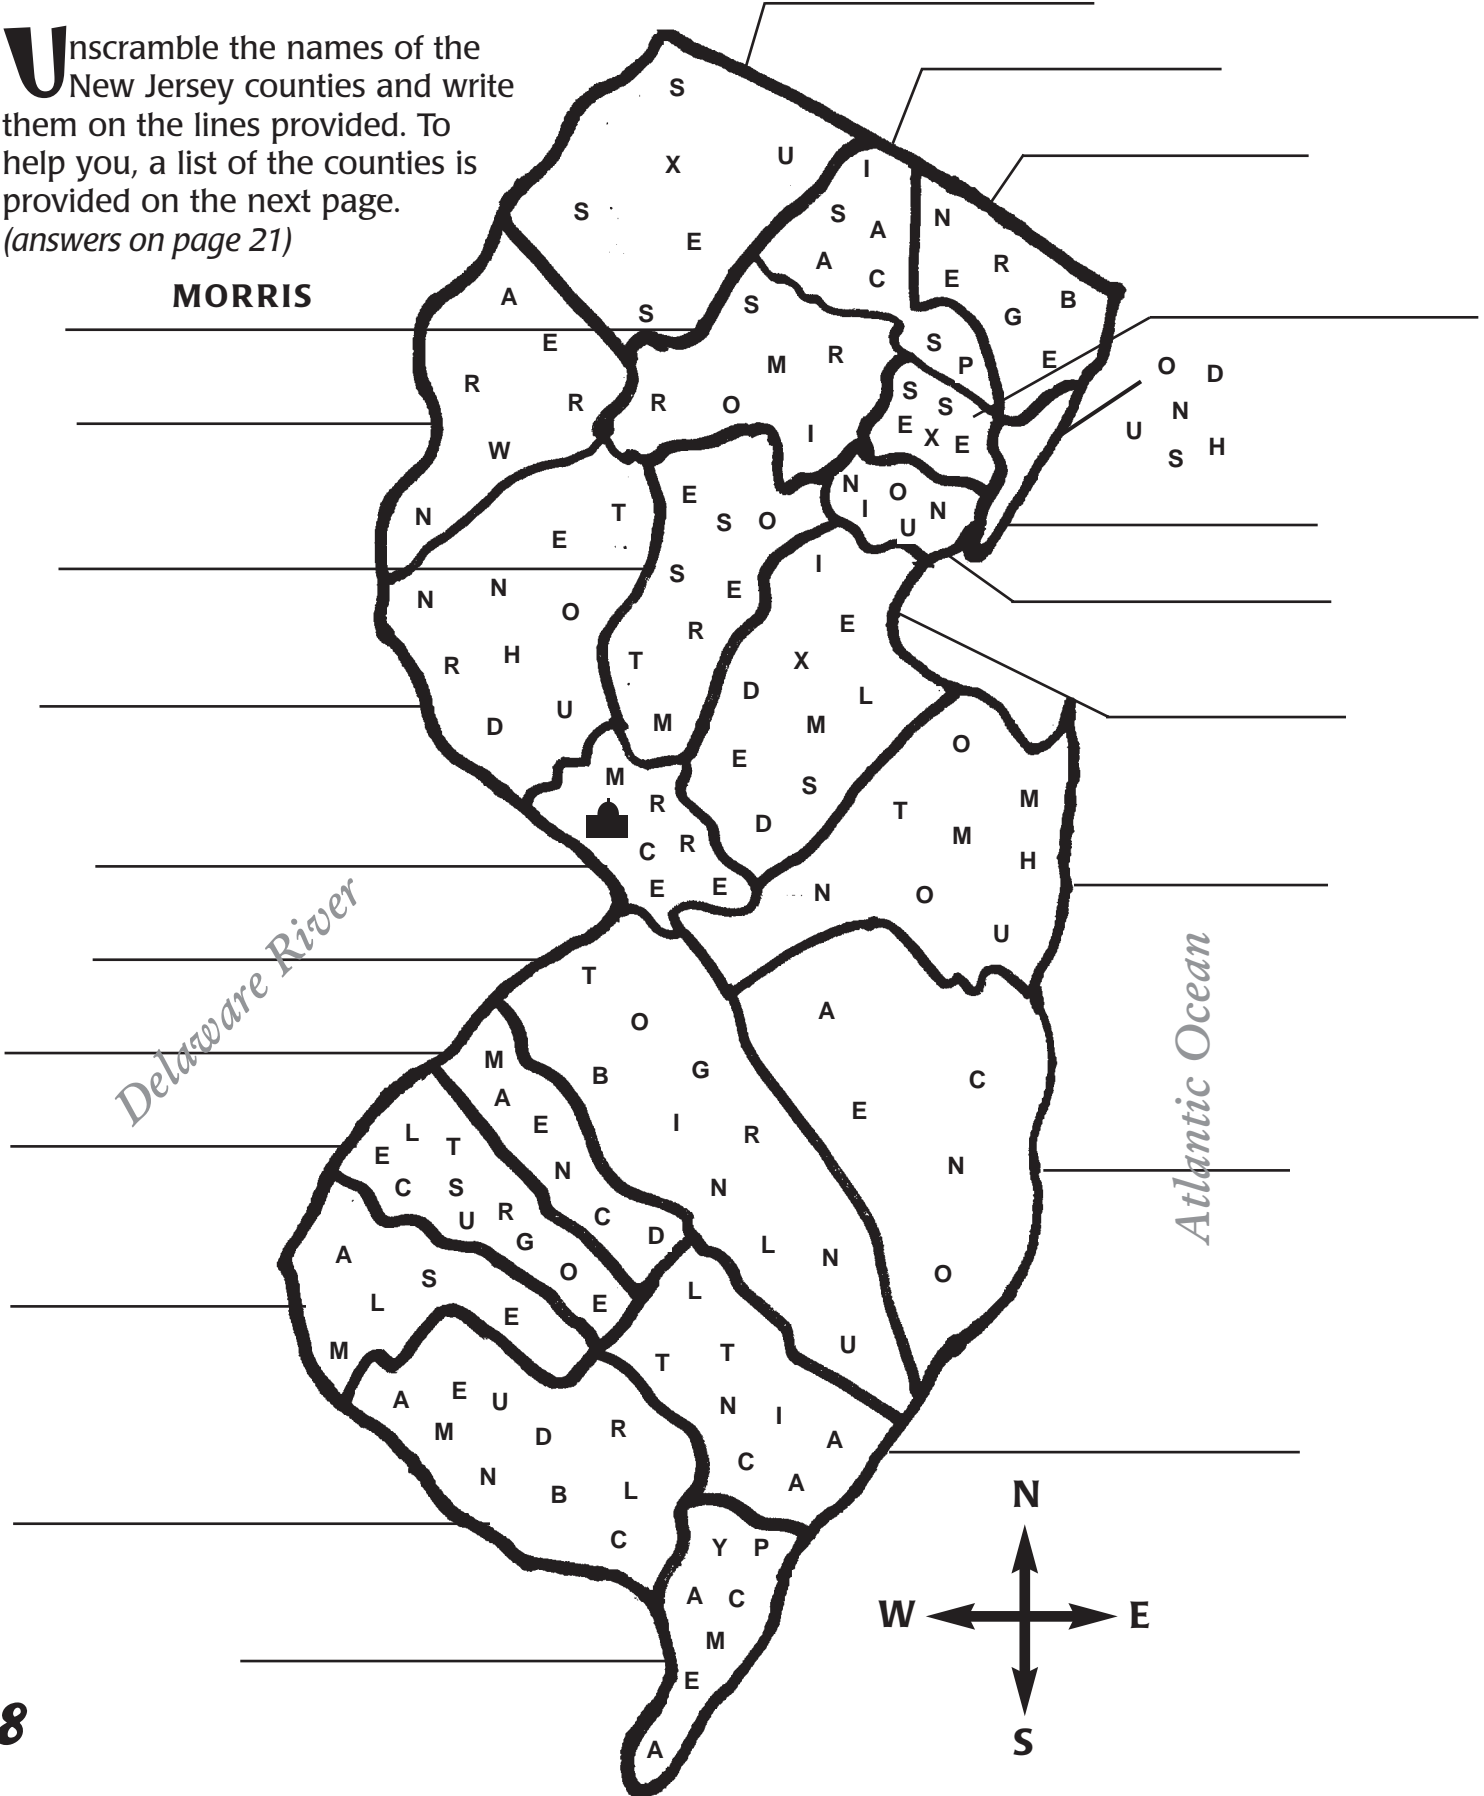 Unscramble the names of the
New Jersey counties and write
them on the lines provided. To
help you, a list of the counties is
provided on the next page.
(answers on page 21)
MORRIS
S
X U
S
E
S
I
S A
A C
S P
N
E R
G B
E
A
E
R
R
W
N
S
M R
R O
I
S S
E X E
O D
N
U H
S
N O
I N
U
T
E
N N
O
R H
U
D
E
S O
S
E
R
T
M
I
E
X
D L
M
E
S
D
M
R
C R
E E
O
M
T M
H
N O
U
Delaware River
Atlantic Ocean
T
O
B G
I R
N
L N
U
A
C
E
N
O
M
A
E
N
C
D
L T
E
C S
U R
G
O
E
A
S
L
E
M
L
T T
N I
A
C
A
A E U
M D R
N B L
C
Y P
A C
M
E
A
N
W E
S
8